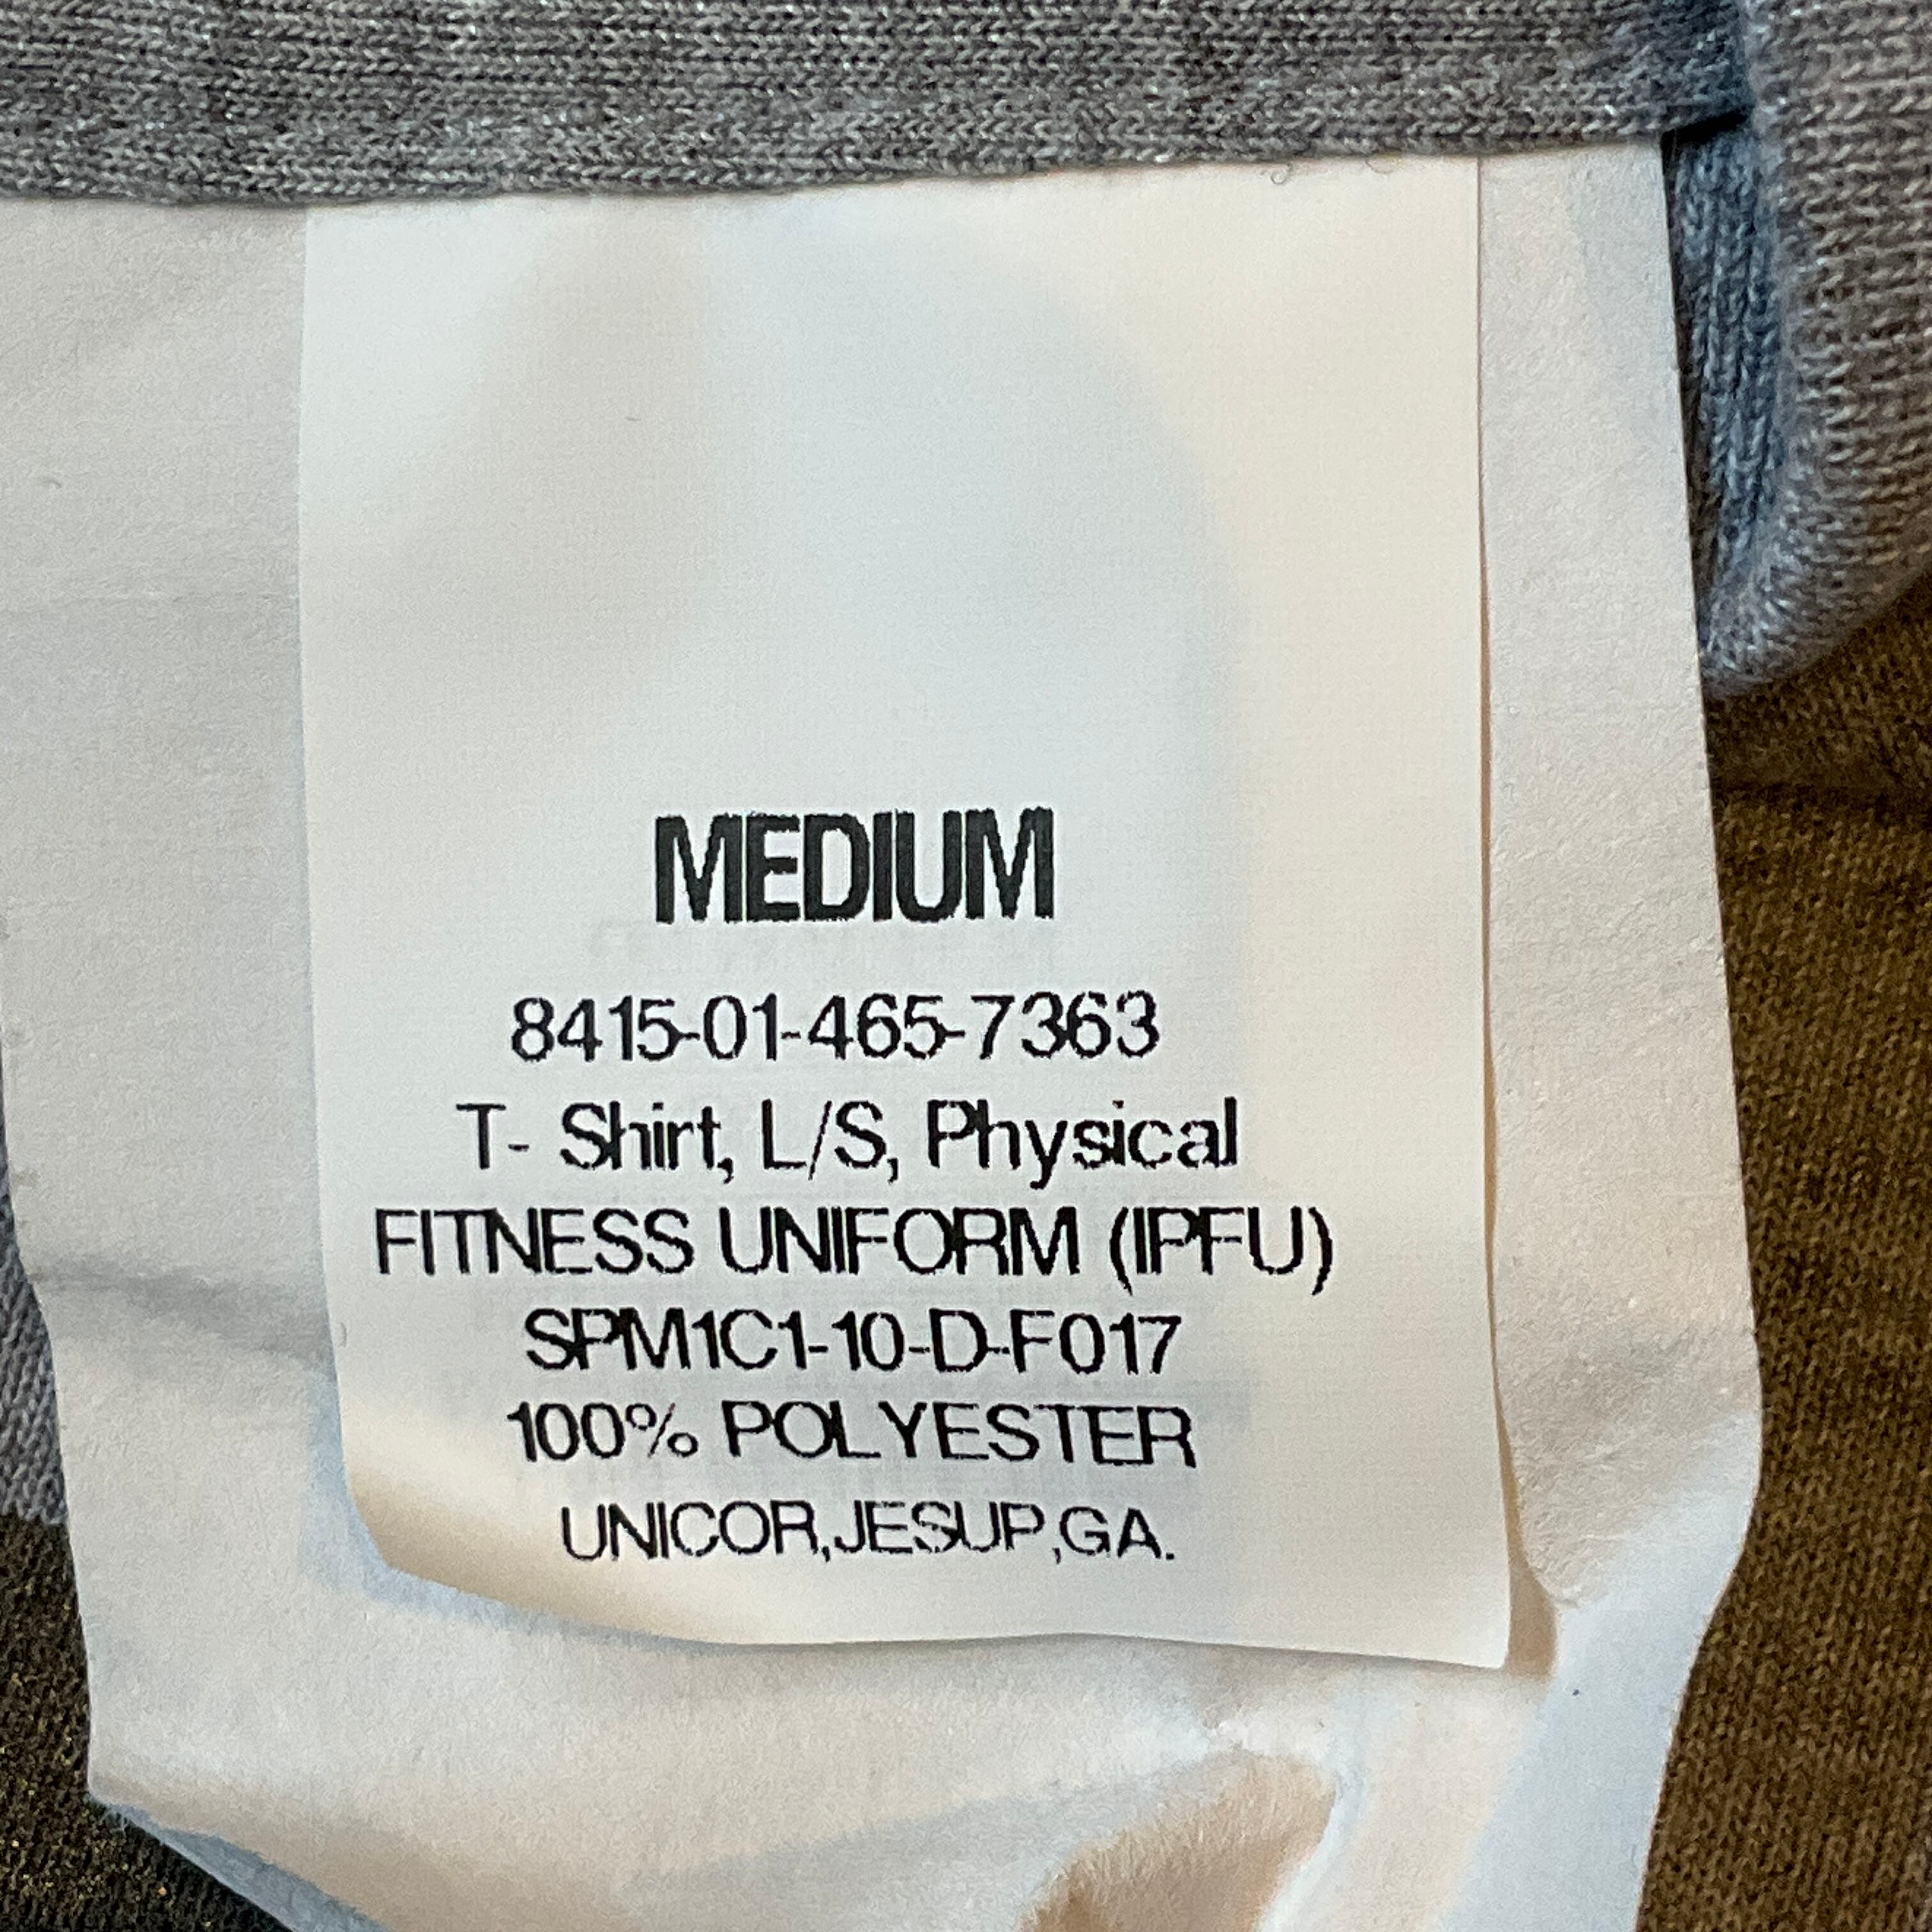 MEDIUM
8415-01-465-7363
T- Shirt, L/S, Physical
FITNESS UNIFORM (IPFU)
SPM1C1-10-D-F017
100% POLYESTER
UNICOR,JESUP,GA.